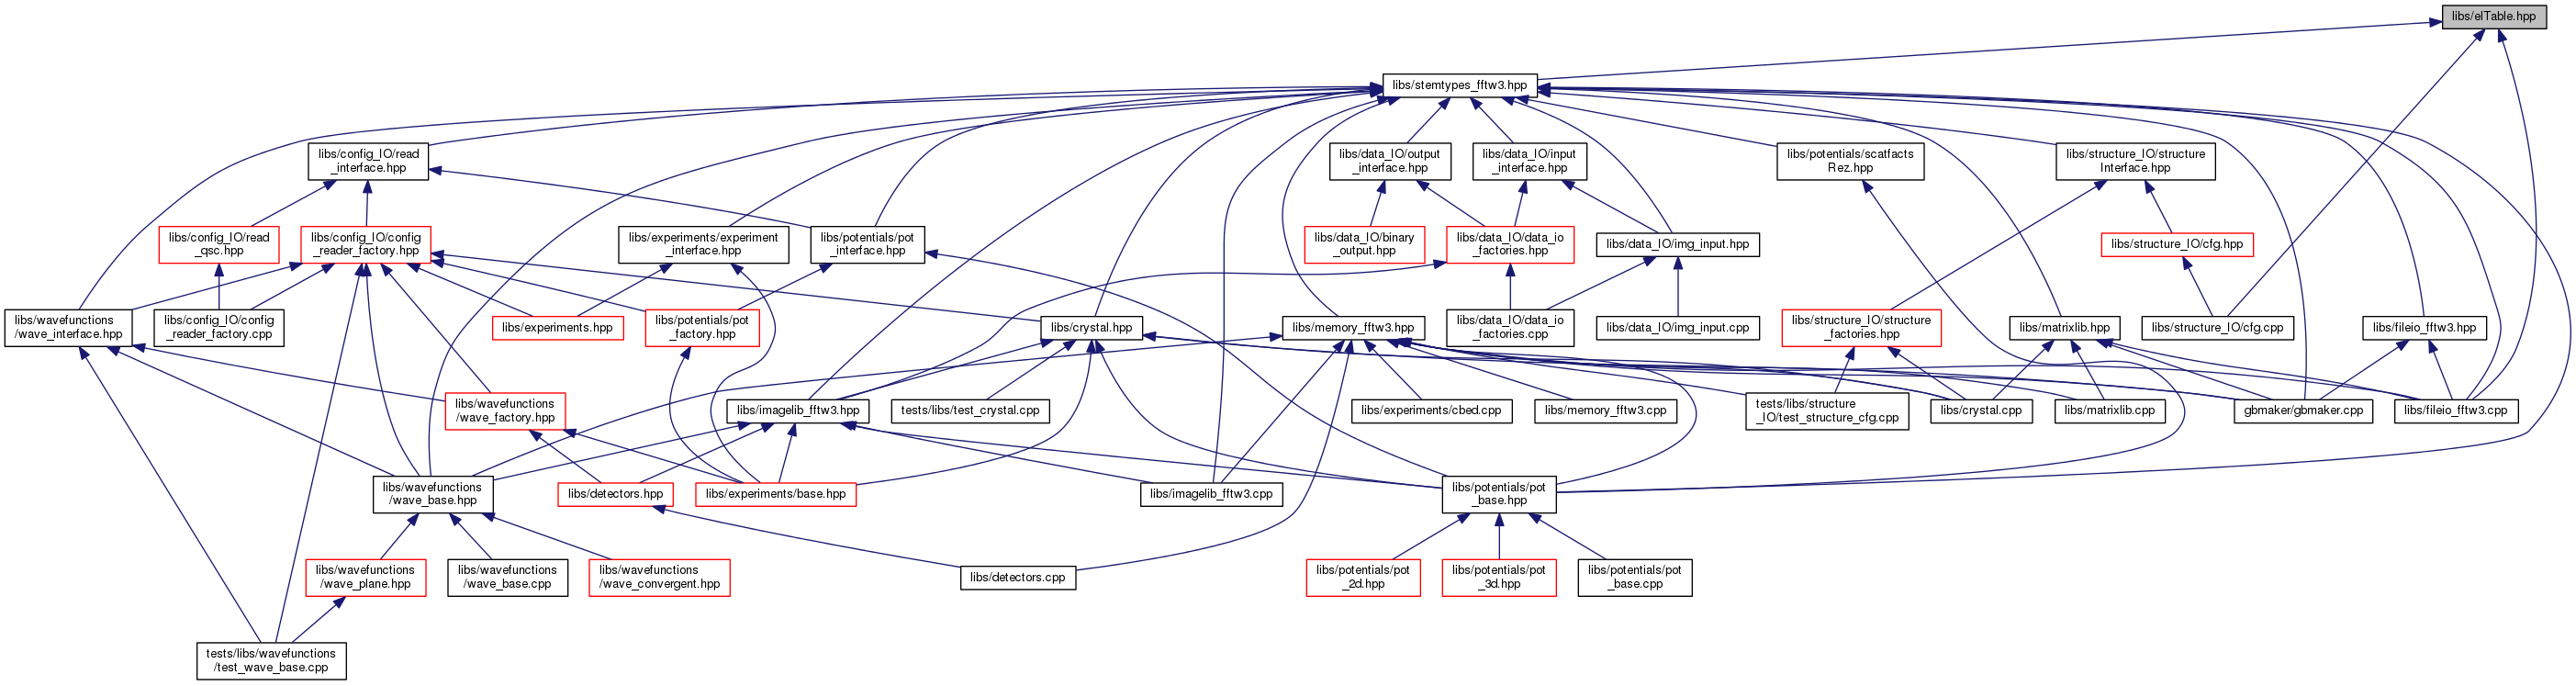 libs/elTable.hpp
libs/stemtypes_fftw3.hpp
libs/config_IO/read
_interface.hpp
libs/data_IO/output
_interface.hpp
libs/data_IO/input
_interface.hpp
libs/potentials/scatfacts
Rez.hpp
libs/structure_IO/structure
Interface.hpp
libs/config_IO/read
_qsc.hpp
libs/config_IO/config
_reader_factory.hpp
libs/experiments/experiment
_interface.hpp
libs/potentials/pot
_interface.hpp
libs/data_IO/binary
_output.hpp
libs/data_IO/data_io
_factories.hpp
libs/data_IO/img_input.hpp
libs/structure_IO/cfg.hpp
libs/wavefunctions
/wave_interface.hpp
libs/config_IO/config
_reader_factory.cpp
libs/experiments.hpp
libs/potentials/pot
_factory.hpp
libs/crystal.hpp
libs/memory_fftw3.hpp
libs/data_IO/data_io
_factories.cpp
libs/data_IO/img_input.cpp
libs/structure_IO/structure
_factories.hpp
libs/matrixlib.hpp
libs/structure_IO/cfg.cpp
libs/fileio_fftw3.hpp
libs/wavefunctions
/wave_factory.hpp
libs/imagelib_fftw3.hpp
tests/libs/test_crystal.cpp
libs/experiments/cbed.cpp
libs/memory_fftw3.cpp
tests/libs/structure
_IO/test_structure_cfg.cpp
libs/crystal.cpp
libs/matrixlib.cpp
gbmaker/gbmaker.cpp
libs/fileio_fftw3.cpp
libs/wavefunctions
/wave_base.hpp
libs/detectors.hpp
libs/experiments/base.hpp
libs/imagelib_fftw3.cpp
libs/potentials/pot
_base.hpp
libs/wavefunctions
/wave_plane.hpp
libs/wavefunctions
/wave_base.cpp
libs/wavefunctions
/wave_convergent.hpp
libs/detectors.cpp
libs/potentials/pot
_2d.hpp
libs/potentials/pot
_3d.hpp
libs/potentials/pot
_base.cpp
tests/libs/wavefunctions
/test_wave_base.cpp